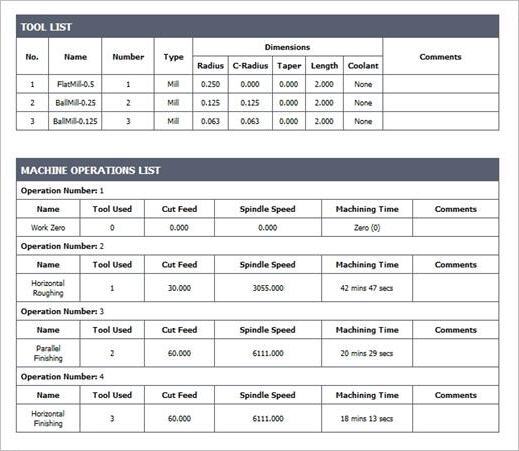 TOOL LIST
No. Name Number Type Dimensions Comments
Radius C-Radius Taper Length Coolant
1 FlatMill-0.5 1 Mill 0.250 0.000 0.000 2.000 None
2 BallMill-0.25 2 Mill 0.125 0.125 0.000 2.000 None
3 BallMill-0.125 3 Mill 0.063 0.063 0.000 2.000 None
MACHINE OPERATIONS LIST
Operation Number: 1
Name Tool Used Cut Feed Spindle Speed Machining Time Comments
Work Zero 0 0.000 0.000 Zero (0)
Operation Number: 2
Name Tool Used Cut Feed Spindle Speed Machining Time Comments
Horizontal Roughing 1 30.000 3055.000 42 mins 47 secs
Operation Number: 3
Name Tool Used Cut Feed Spindle Speed Machining Time Comments
Parallel Finishing 2 60.000 6111.000 20 mins 29 secs
Operation Number: 4
Name Tool Used Cut Feed Spindle Speed Machining Time Comments
Horizontal Finishing 3 60.000 6111.000 18 mins 13 secs